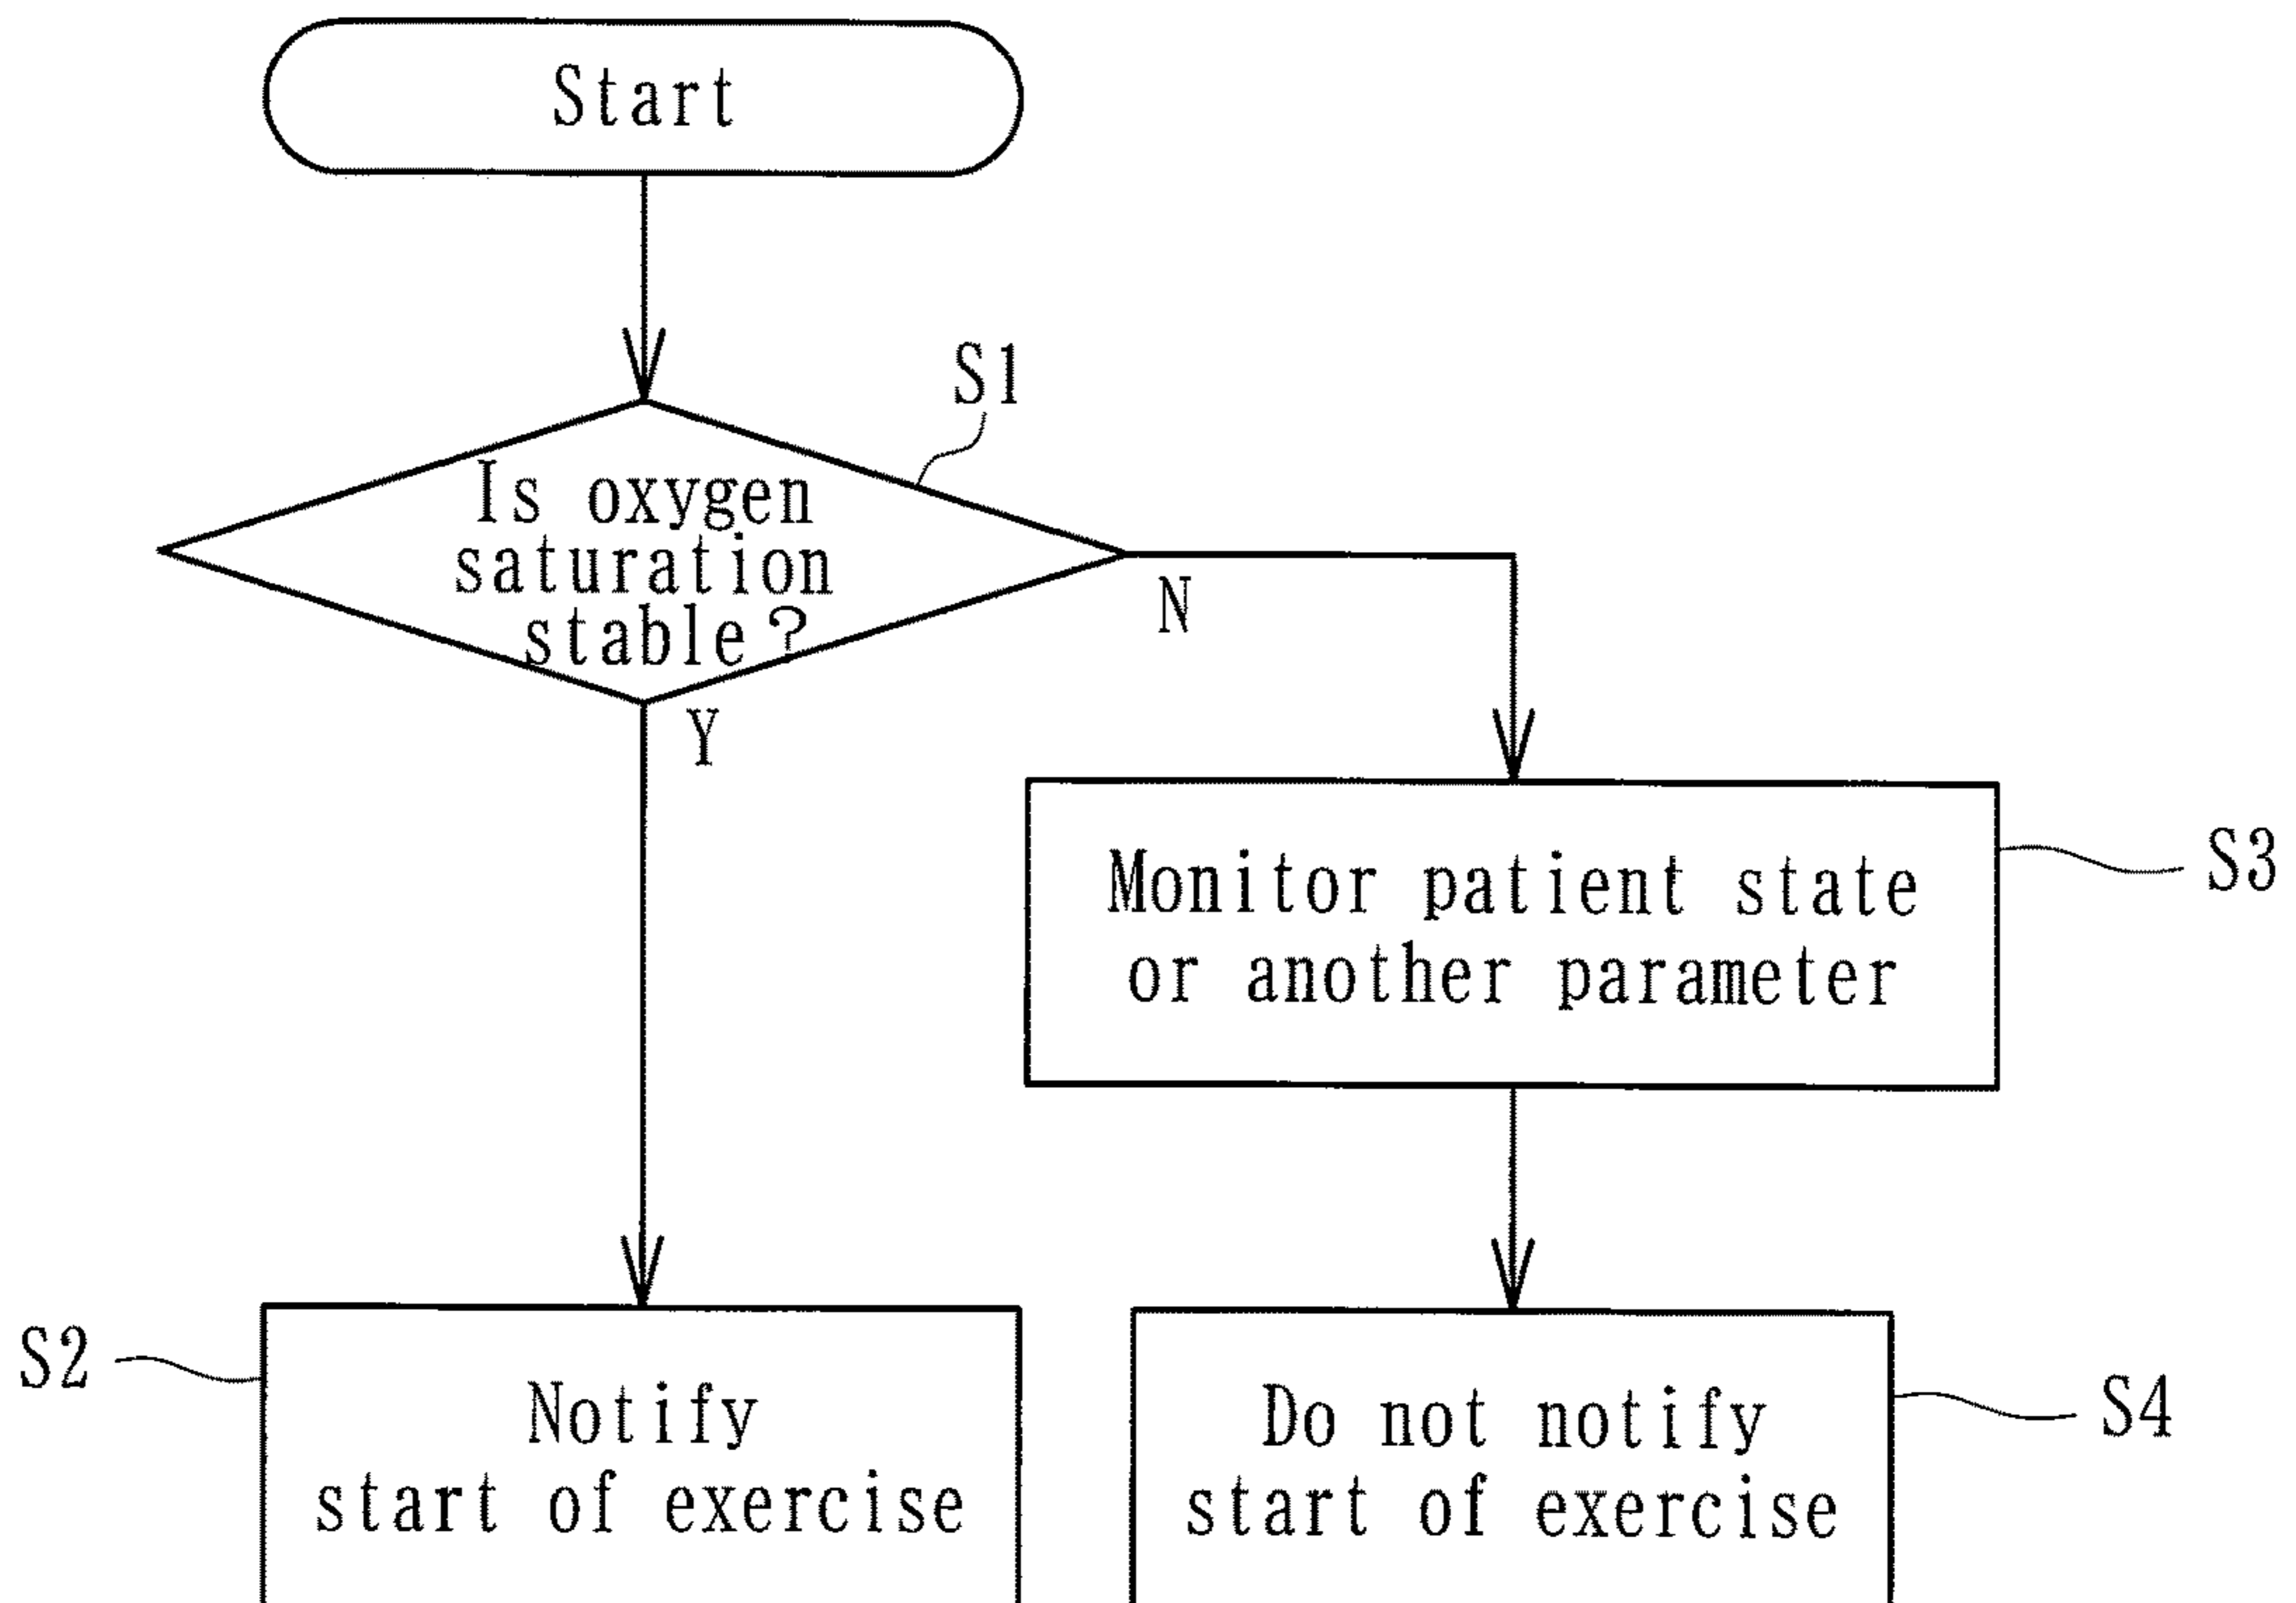 Start
S1
Is oxygen
saturation
stable?
N
Y
Monitor patient state
or another parameter
S3
S2
Notify
start of exercise
Do not notify
start of exercise
S4